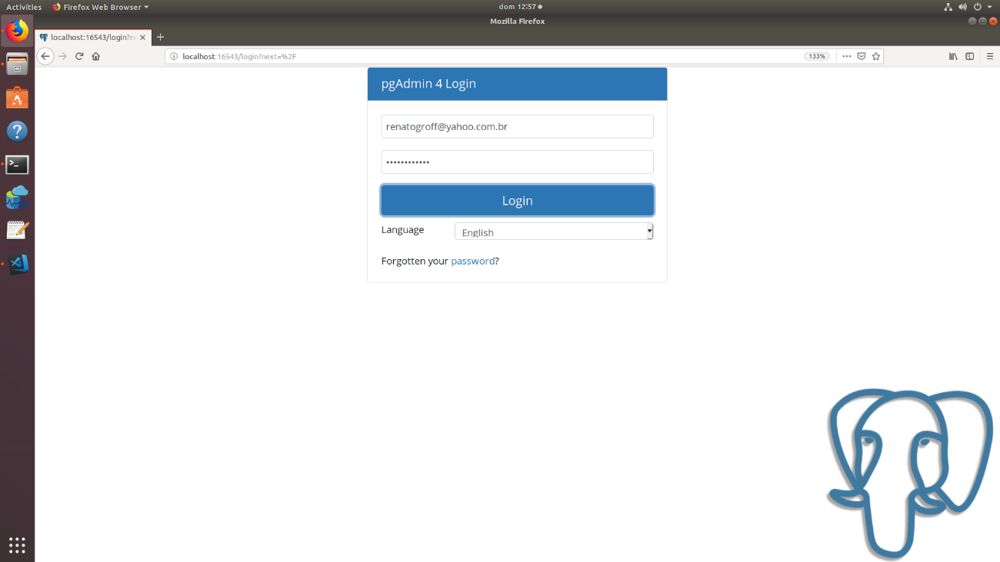 Activities Firefox Web Browser dom 12:57
Mozilla Firefox
localhost:16543/login?n
localhost:16543/login?next=%2F 133%
pgAdmin 4 Login
renatogroff@yahoo.com.br
••••••••••••
Login
Language English
Forgotten your password?